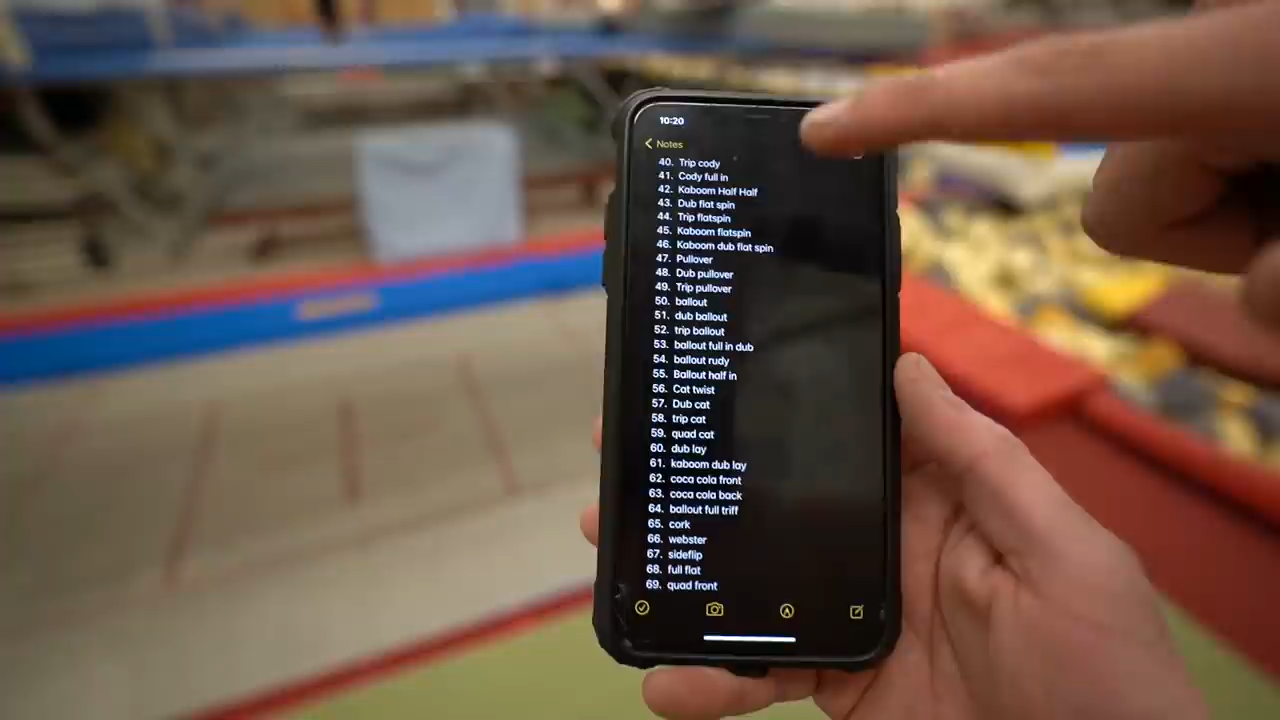 10:20
Notes
40. Trip cody
41. Cody full in
42. Kaboom Half Half
43. Dub flat spin
44. Trip flatspin
45. Kaboom flatspin
46. Kaboom dub flat spin
47. Pullover
48. Dub pullover
49. Trip pullover
50. ballout
51. dub ballout
52. trip ballout
53. ballout full in dub
54. ballout rudy
55. Ballout half in
56. Cat twist
57. Dub cat
58. trip cat
59. quad cat
60. dub lay
61. kaboom dub lay
62. coca cola front
63. coca cola back
64. ballout full triff
65. cork
66. webster
67. sideflip
68. full flat
69. quad front